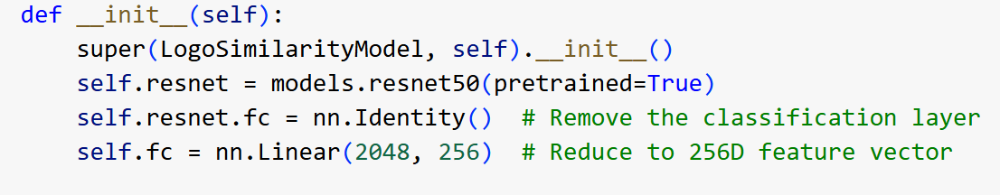 def __init__(self):
    super(LogoSimilarityModel, self).__init__()
    self.resnet = models.resnet50(pretrained=True)
    self.resnet.fc = nn.Identity()  # Remove the classification layer
    self.fc = nn.Linear(2048, 256)  # Reduce to 256D feature vector